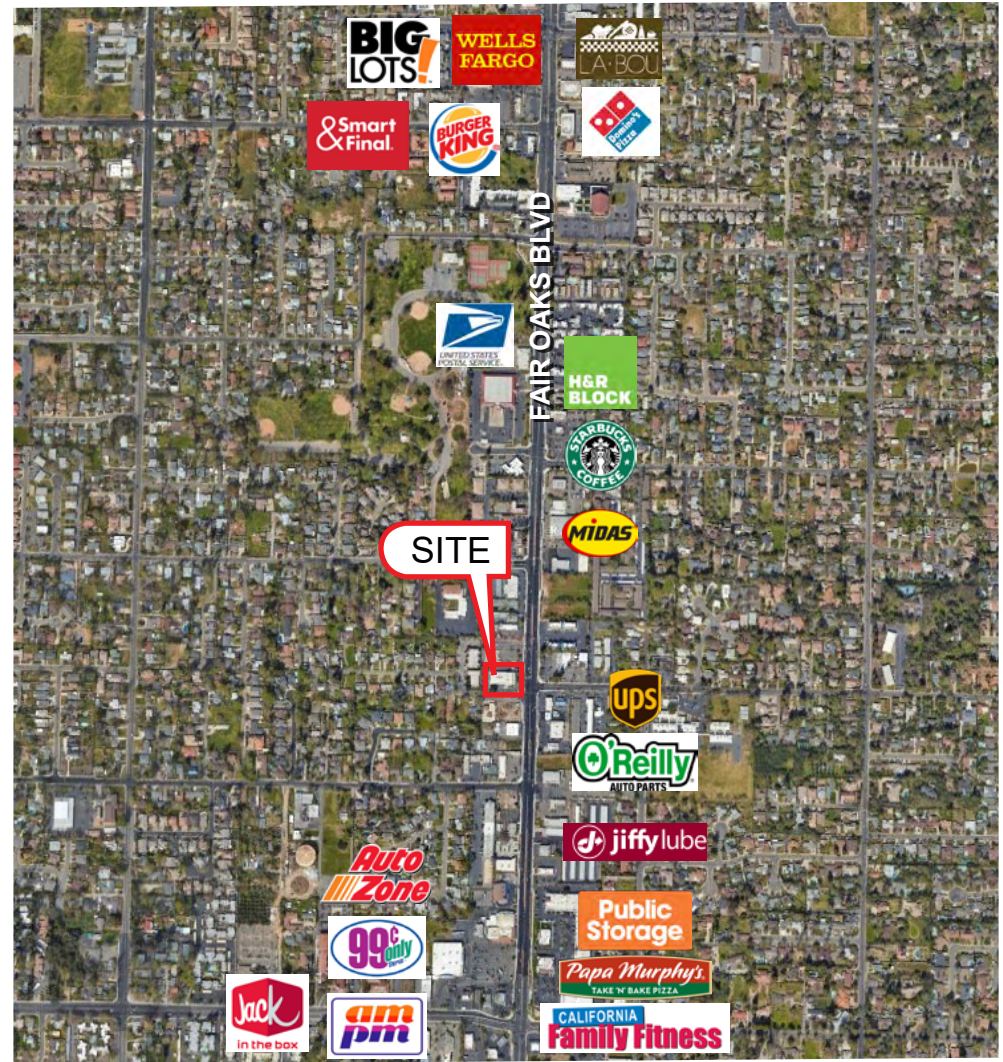 BIG
LOTS!
WELLS
FARGO
LA·BOU
&Smart
Final.
BURGER
KING
Domino's
Pizza
FAIR OAKS BLVD
UNITED STATES
POSTAL SERVICE.
H&R
BLOCK
STARBUCKS
COFFEE
MIDAS
SITE
ups
O'Reilly
AUTO PARTS
jiffy lube
Auto
Zone
Public
Storage
99¢
only
Papa Murphy's.
TAKE 'N' BAKE PIZZA
Jack
in the box
am
pm
CALIFORNIA
Family Fitness